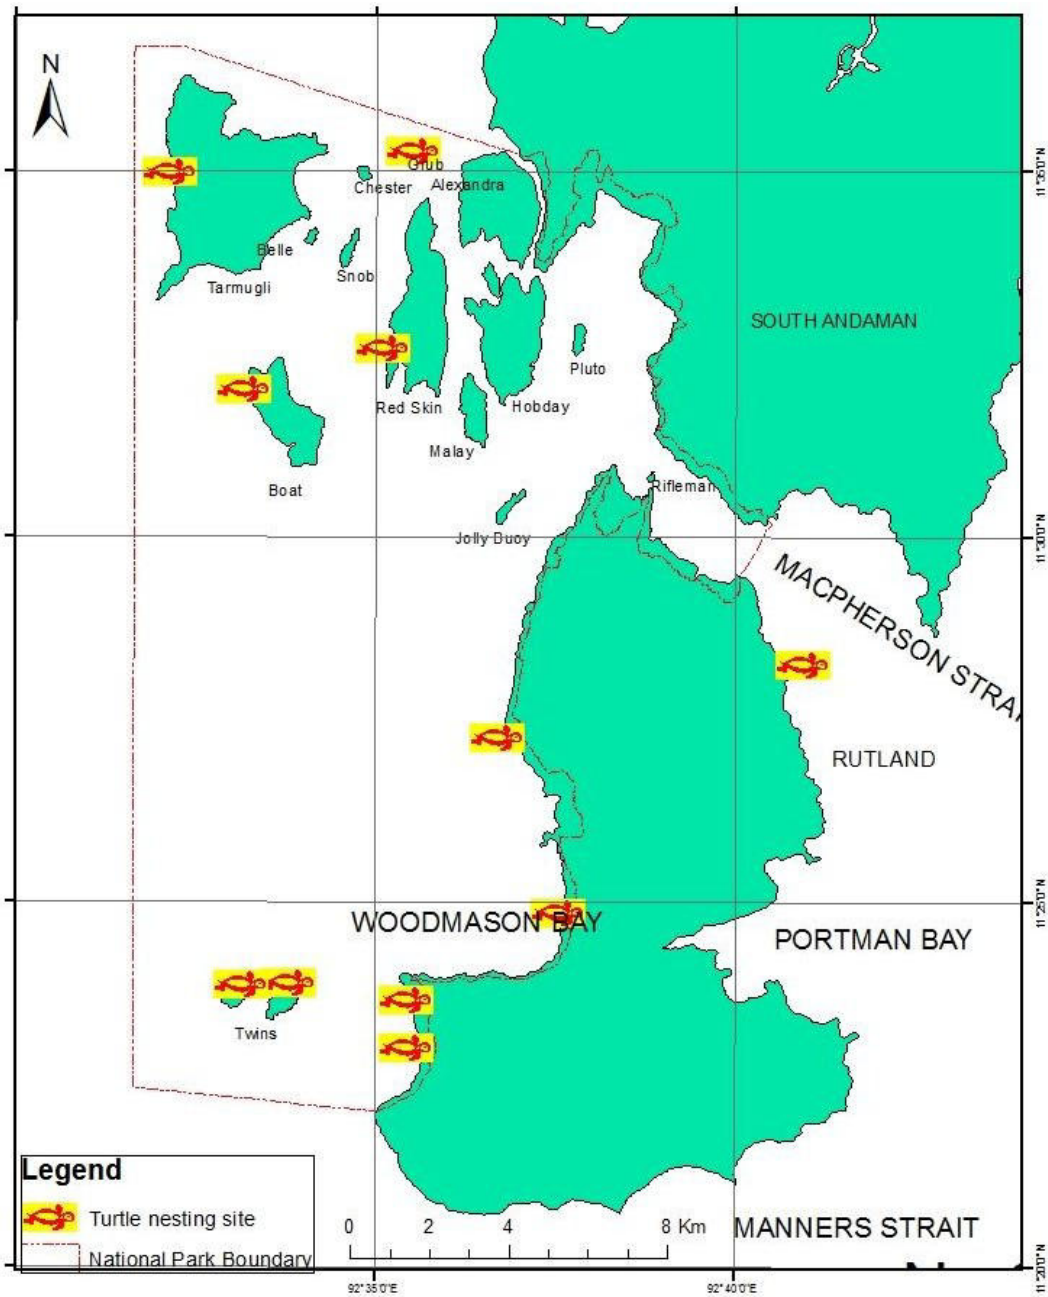 N
Grub
Chester
Alexandra
Belle
Snob
Tarmugli
SOUTH ANDAMAN
Pluto
Red Skin
Hobday
Malay
Boat
Rifleman
Jolly Buoy
MACPHERSON STRAI
RUTLAND
WOODMASON BAY
PORTMAN BAY
Twins
Legend
Turtle nesting site
National Park Boundary
0 2 4 8 Km
MANNERS STRAIT
92°35'0"E
92°40'0"E
11°35'0"N
11°30'0"N
11°25'0"N
11°20'0"N